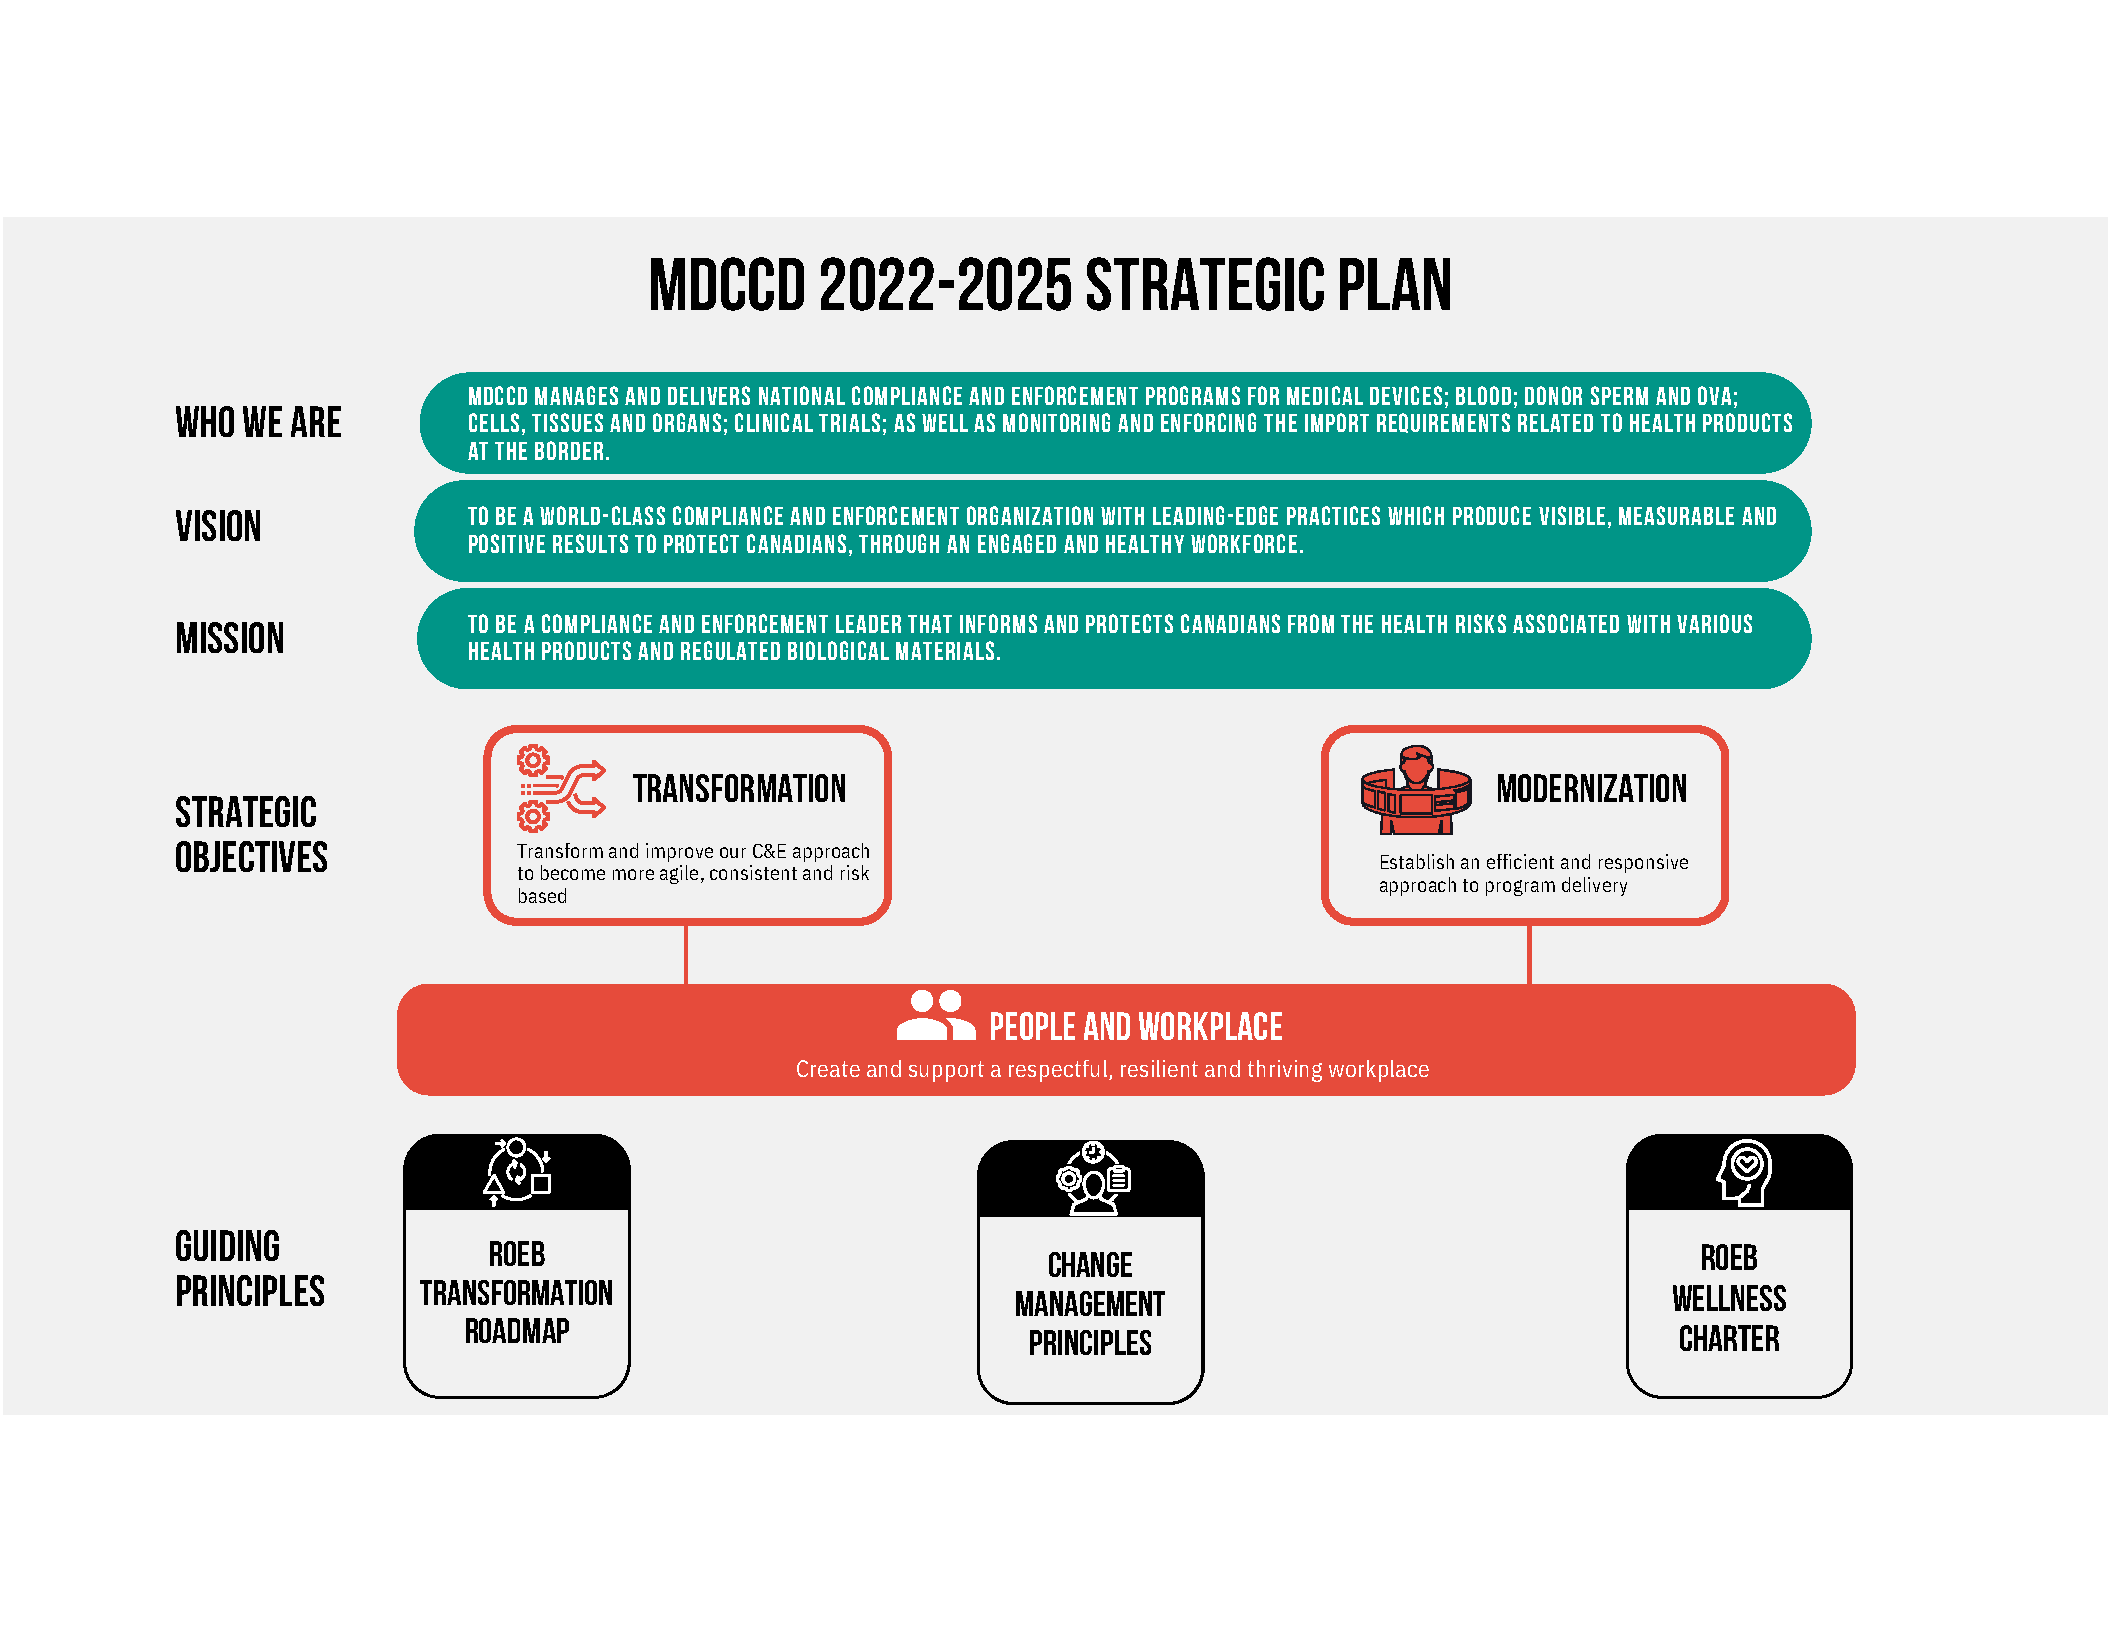 MDCCD 2022-2025 STRATEGIC PLAN
WHO WE ARE
MDCCD MANAGES AND DELIVERS NATIONAL COMPLIANCE AND ENFORCEMENT PROGRAMS FOR MEDICAL DEVICES; BLOOD; DONOR SPERM AND OVA;
CELLS, TISSUES AND ORGANS; CLINICAL TRIALS; AS WELL AS MONITORING AND ENFORCING THE IMPORT REQUIREMENTS RELATED TO HEALTH PRODUCTS
AT THE BORDER.
VISION
TO BE A WORLD-CLASS COMPLIANCE AND ENFORCEMENT ORGANIZATION WITH LEADING-EDGE PRACTICES WHICH PRODUCE VISIBLE, MEASURABLE AND
POSITIVE RESULTS TO PROTECT CANADIANS, THROUGH AN ENGAGED AND HEALTHY WORKFORCE.
MISSION
TO BE A COMPLIANCE AND ENFORCEMENT LEADER THAT INFORMS AND PROTECTS CANADIANS FROM THE HEALTH RISKS ASSOCIATED WITH VARIOUS
HEALTH PRODUCTS AND REGULATED BIOLOGICAL MATERIALS.
STRATEGIC
OBJECTIVES
TRANSFORMATION
Transform and improve our C&E approach
to become more agile, consistent and risk
based
MODERNIZATION
Establish an efficient and responsive
approach to program delivery
PEOPLE AND WORKPLACE
Create and support a respectful, resilient and thriving workplace
GUIDING
PRINCIPLES
ROEB
TRANSFORMATION
ROADMAP
CHANGE
MANAGEMENT
PRINCIPLES
ROEB
WELLNESS
CHARTER